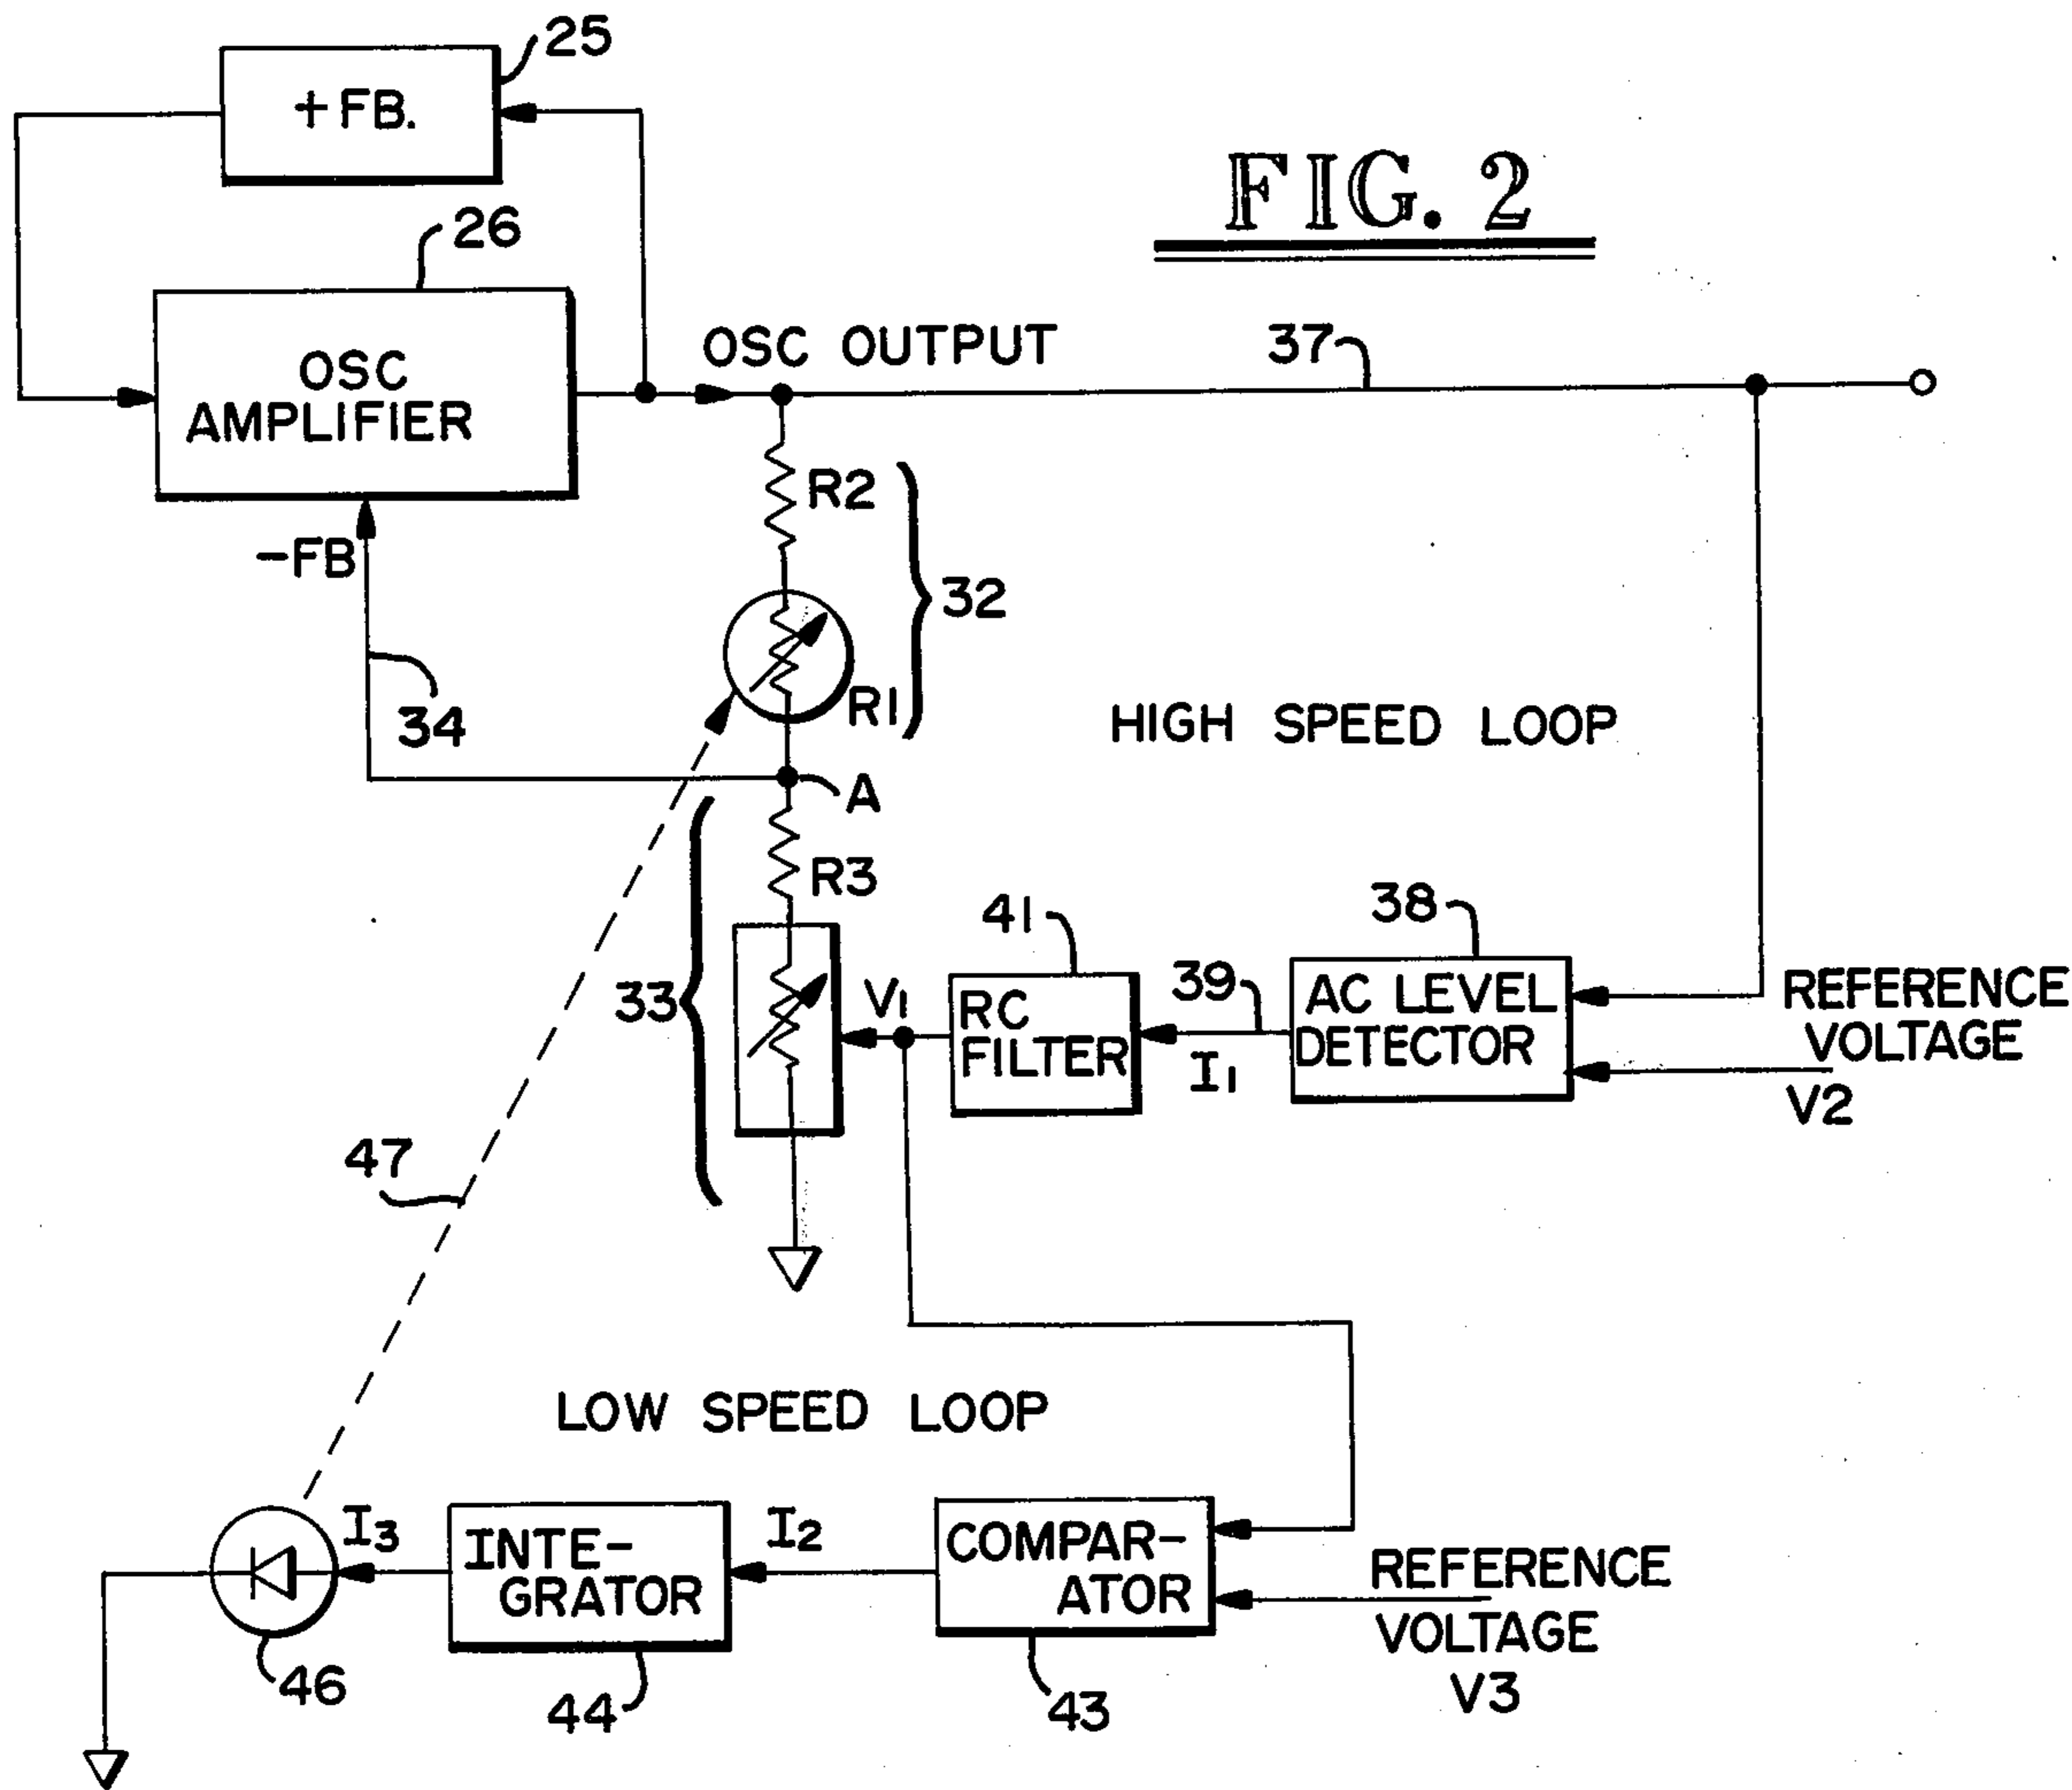 25
+FB.
FIG. 2
26
OSC
AMPLIFIER
OSC OUTPUT
37
R2
-FB
32
R1
34
HIGH SPEED LOOP
A
R3
33
V1
41
RC
FILTER
39
I1
38
AC LEVEL
DETECTOR
REFERENCE
VOLTAGE
V2
47
LOW SPEED LOOP
46
I3
INTE-
GRATOR
44
I2
COMPAR-
ATOR
43
REFERENCE
VOLTAGE
V3